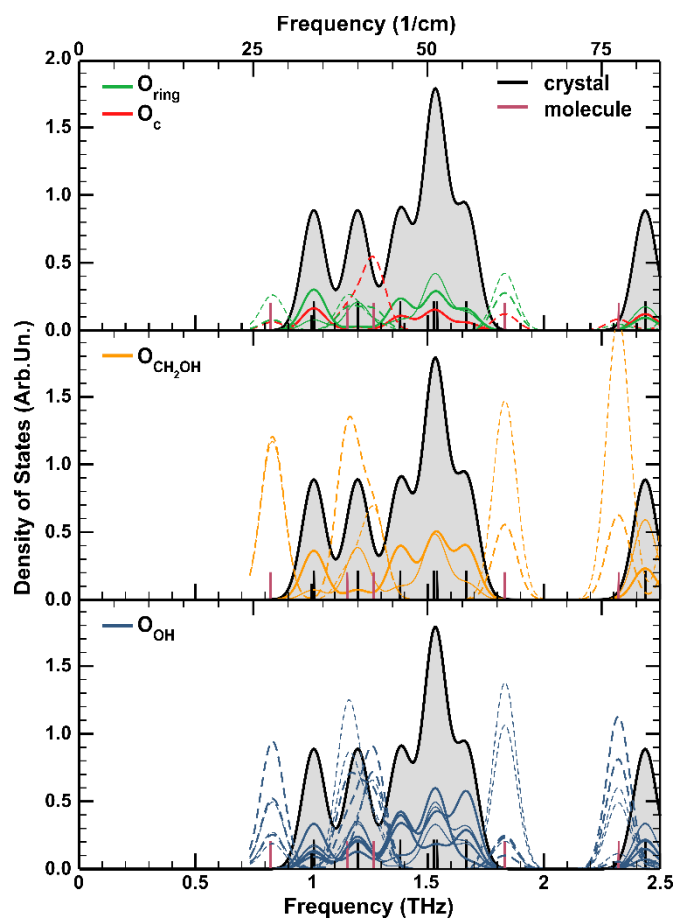 Frequency (1/cm)
0 25 50 75
2.0
O_ring
O_c
crystal
molecule
1.5
1.0
0.5
0.0
Density of States (Arb.Un.)
O_CH₂OH
1.5
1.0
0.5
0.0
O_OH
1.5
1.0
0.5
0.0
0 0.5 1 1.5 2 2.5
Frequency (THz)